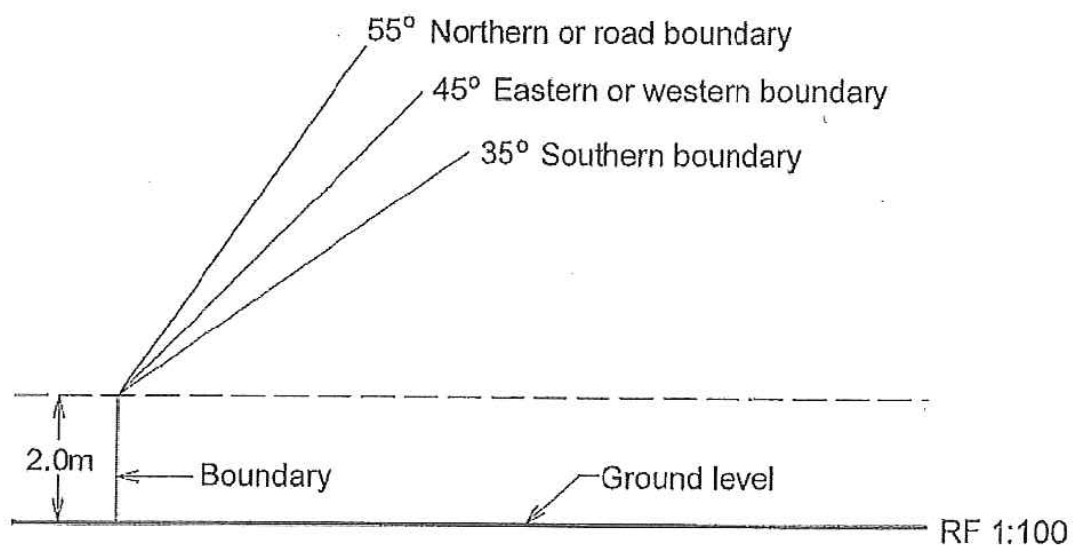 55° Northern or road boundary
45° Eastern or western boundary
35° Southern boundary
2.0m
Boundary
Ground level
RF 1:100